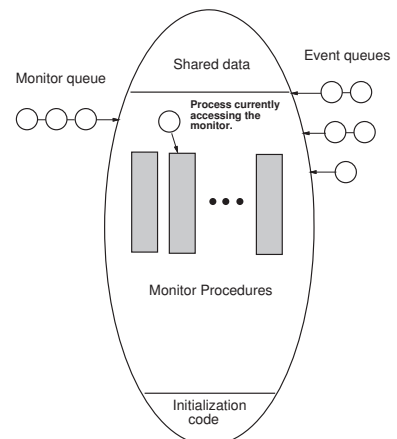 Shared data
Event queues
Monitor queue
Process currently
accessing the
monitor.
Monitor Procedures
Initialization
code